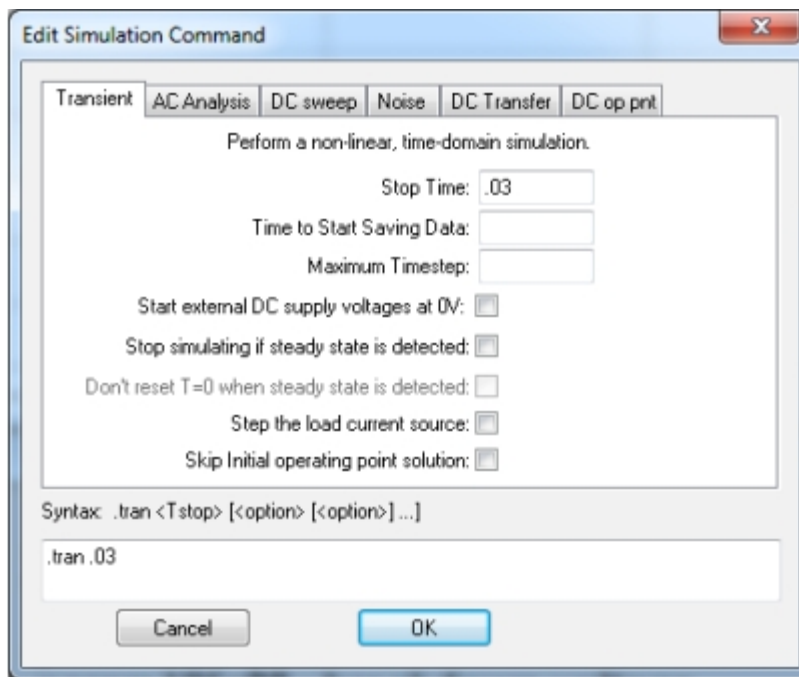 Edit Simulation Command
Transient AC Analysis DC sweep Noise DC Transfer DC op pnt
Perform a non-linear, time-domain simulation.
Stop Time: .03
Time to Start Saving Data:
Maximum Timestep:
Start external DC supply voltages at 0V:
Stop simulating if steady state is detected:
Don't reset T=0 when steady state is detected:
Step the load current source:
Skip Initial operating point solution:
Syntax: .tran <Tstop> [<option> [<option>] ...]
.tran .03
Cancel OK